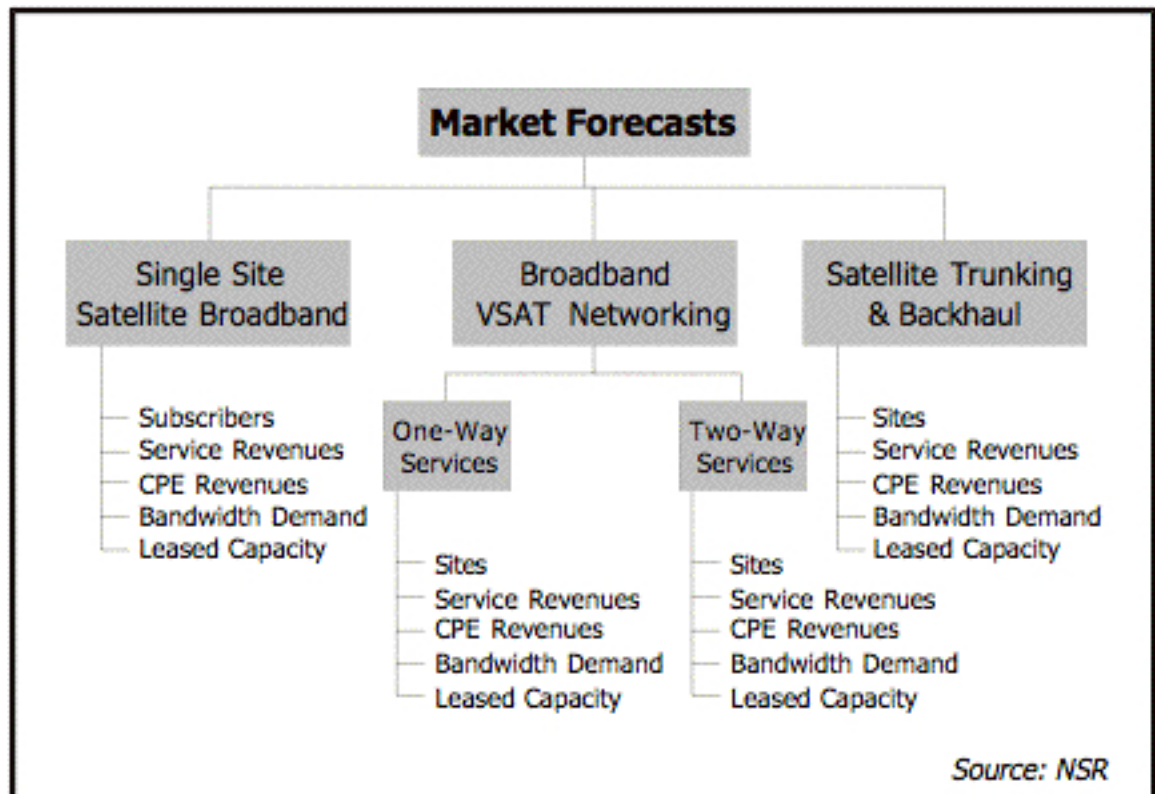 Market Forecasts
Single Site
Satellite Broadband
Subscribers
Service Revenues
CPE Revenues
Bandwidth Demand
Leased Capacity
Broadband
VSAT Networking
One-Way
Services
Sites
Service Revenues
CPE Revenues
Bandwidth Demand
Leased Capacity
Two-Way
Services
Sites
Service Revenues
CPE Revenues
Bandwidth Demand
Leased Capacity
Satellite Trunking
& Backhaul
Sites
Service Revenues
CPE Revenues
Bandwidth Demand
Leased Capacity
Source: NSR